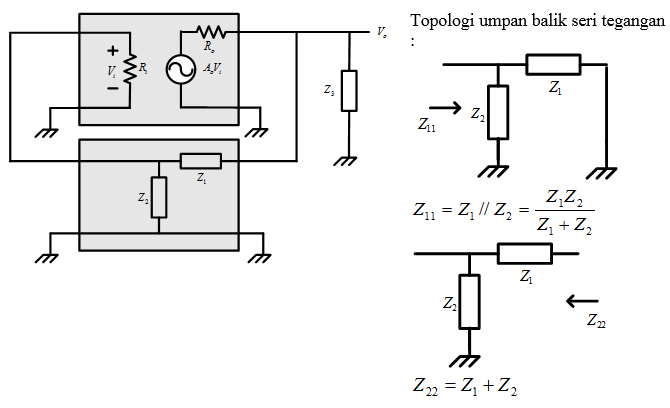 Topologi umpan balik seri tegangan
:
V_o
R_o
V_i
R_i
A_oV_i
Z_3
Z_1
Z_2
Z_1
Z_2
Z_11
Z_11 = Z_1 // Z_2 = Z_1Z_2 / Z_1 + Z_2
Z_1
Z_2
Z_22
Z_22 = Z_1 + Z_2